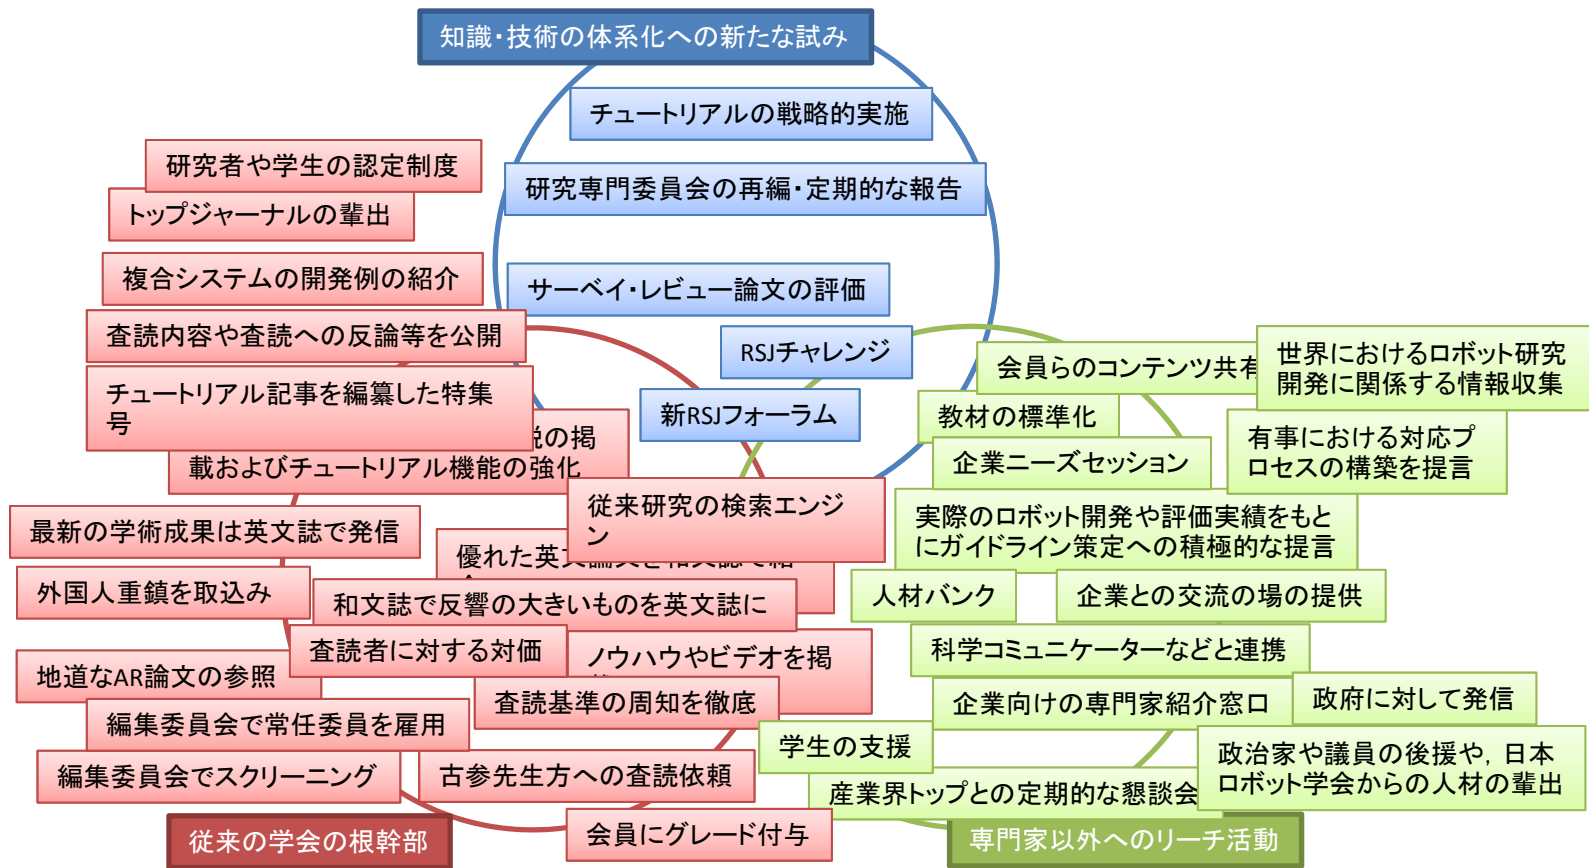 知識・技術の体系化への新たな試み
チュートリアルの戦略的実施
研究専門委員会の再編・定期的な報告
サーベイ・レビュー論文の評価
RSJチャレンジ
新RSJフォーラム
研究者や学生の認定制度
トップジャーナルの輩出
複合システムの開発例の紹介
査読内容や査読への反論等を公開
チュートリアル記事を編纂した特集
号
の掲
載およびチュートリアル機能の強化
従来研究の検索エンジ
ン
最新の学術成果は英文誌で発信
優れた英文論文を和文誌で紹
外国人重鎮を取込み
和文誌で反響の大きいものを英文誌に
査読者に対する対価
ノウハウやビデオを掲
地道なAR論文の参照
査読基準の周知を徹底
編集委員会で常任委員を雇用
編集委員会でスクリーニング
古参先生方への査読依頼
会員にグレード付与
従来の学会の根幹部
会員らのコンテンツ共有
世界におけるロボット研究
開発に関係する情報収集
教材の標準化
企業ニーズセッション
有事における対応プ
ロセスの構築を提言
実際のロボット開発や評価実績をもと
にガイドライン策定への積極的な提言
人材バンク
企業との交流の場の提供
科学コミュニケーターなどと連携
企業向けの専門家紹介窓口
政府に対して発信
学生の支援
政治家や議員の後援や，日本
ロボット学会からの人材の輩出
産業界トップとの定期的な懇談会
専門家以外へのリーチ活動